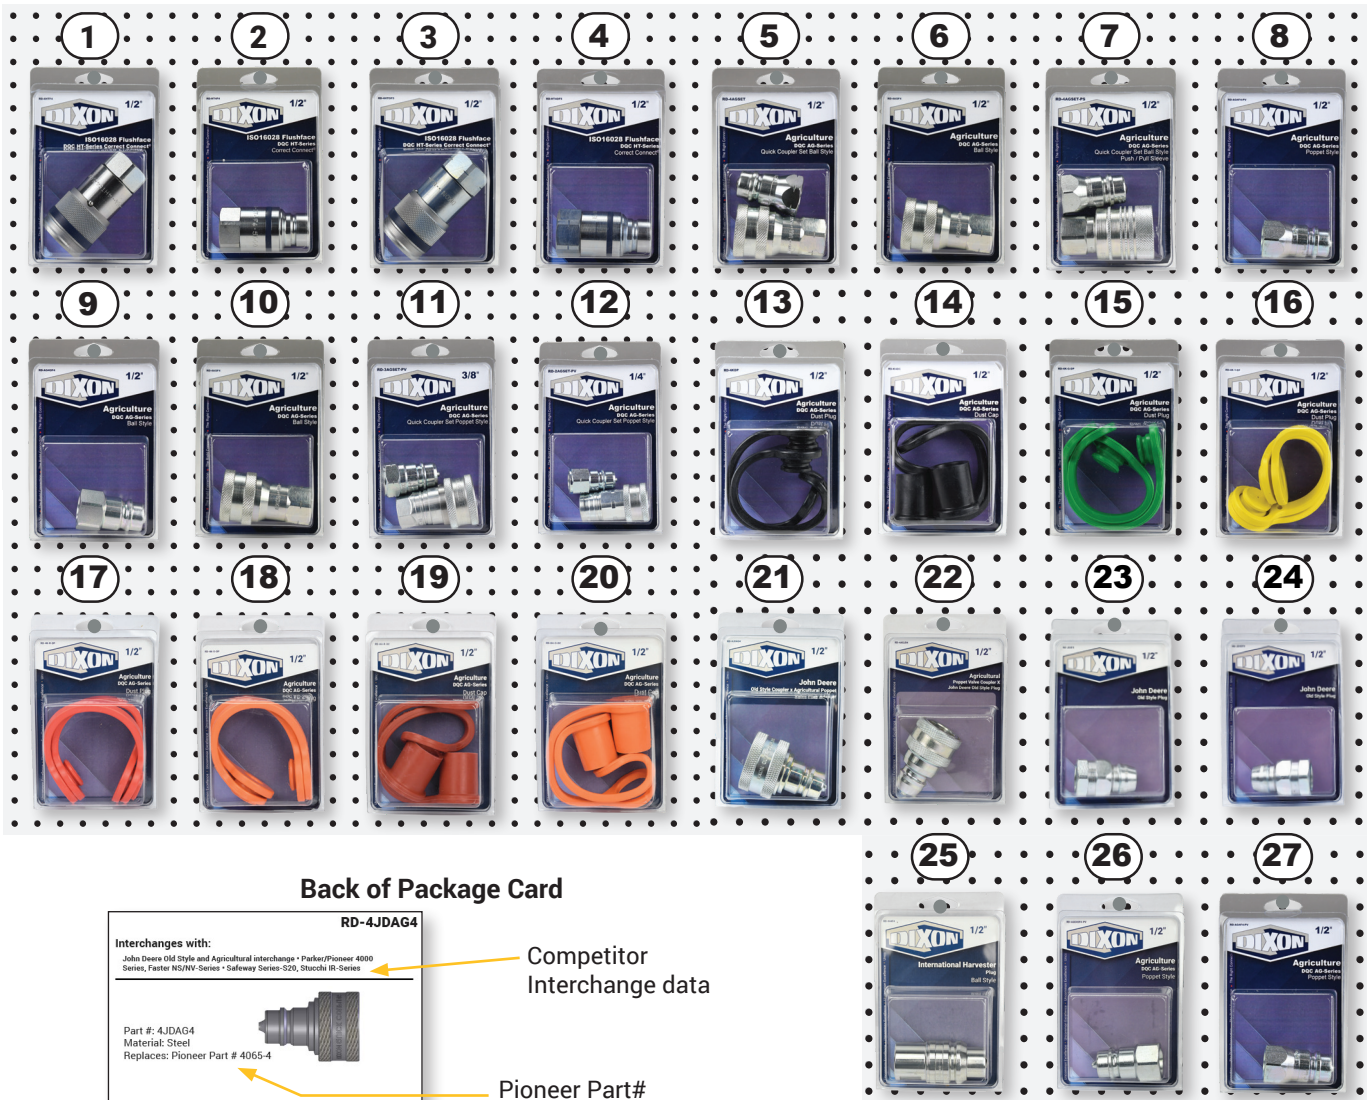 1
2
3
4
5
6
7
8
DIXON
1/2"
ISO16028 Flushface
DQC HT-Series Correct Connect®
DIXON
1/2"
ISO16028 Flushface
DQC HT-Series
Correct Connect®
DIXON
1/2"
ISO16028 Flushface
DQC HT-Series Correct Connect®
DIXON
1/2"
ISO16028 Flushface
DQC HT-Series
Correct Connect®
RD-4AGSET
DIXON
1/2"
Agriculture
DQC AG-Series
Quick Coupler Set Ball Style
DIXON
1/2"
Agriculture
DQC AG-Series
Ball Style
RD-4AGSET-PS
DIXON
1/2"
Agriculture
DQC AG-Series
Quick Coupler Set Ball Style
Push / Pull Sleeve
DIXON
1/2"
Agriculture
DQC AG-Series
Poppet Style
9
10
11
12
13
14
15
16
DIXON
1/2"
Agriculture
DQC AG-Series
Ball Style
DIXON
1/2"
Agriculture
DQC AG-Series
Ball Style
RD-3AGSET-PV
DIXON
3/8"
Agriculture
DQC AG-Series
Quick Coupler Set Poppet Style
RD-2AGSET-PV
DIXON
1/4"
Agriculture
DQC AG-Series
Quick Coupler Set Poppet Style
DIXON
1/2"
Agriculture
DQC AG-Series
Dust Plug
DIXON
1/2"
Agriculture
DQC AG-Series
Dust Cap
DIXON
1/2"
Agriculture
DQC AG-Series
Dust Plug
DIXON
1/2"
Agriculture
DQC AG-Series
Dust Plug
17
18
19
20
21
22
23
24
DIXON
1/2"
Agriculture
DQC AG-Series
Dust Plug
DIXON
1/2"
Agriculture
DQC AG-Series
DIXON
1/2"
Agriculture
DQC AG-Series
Dust Cap
DIXON
1/2"
Agriculture
DQC AG-Series
Dust Cap
DIXON
1/2"
John Deere
Old Style Coupler x Agricultural Poppet
DIXON
1/2"
Agricultural
Poppet Valve Coupler X
John Deere Old Style Plug
DIXON
1/2"
John Deere
Old Style Plug
DIXON
1/2"
John Deere
Old Style Plug
25
26
27
DIXON
1/2"
International Harvester
Plug
Ball Style
DIXON
1/2"
Agriculture
DQC AG-Series
Poppet Style
DIXON
1/2"
Agriculture
DQC AG-Series
Poppet Style
Back of Package Card
RD-4JDAG4
Interchanges with:
John Deere Old Style and Agricultural interchange • Parker/Pioneer 4000
Series, Faster NS/NV-Series • Safeway Series-S20, Stucchi IR-Series
Competitor
Interchange data
Part #: 4JDAG4
Material: Steel
Replaces: Pioneer Part # 4065-4
Pioneer Part#